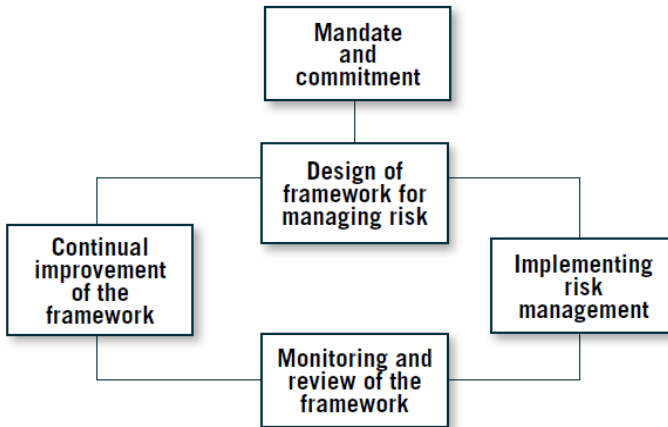 Mandate
and
commitment
Design of
framework for
managing risk
Continual
improvement
of the
framework
Implementing
risk
management
Monitoring and
review of the
framework